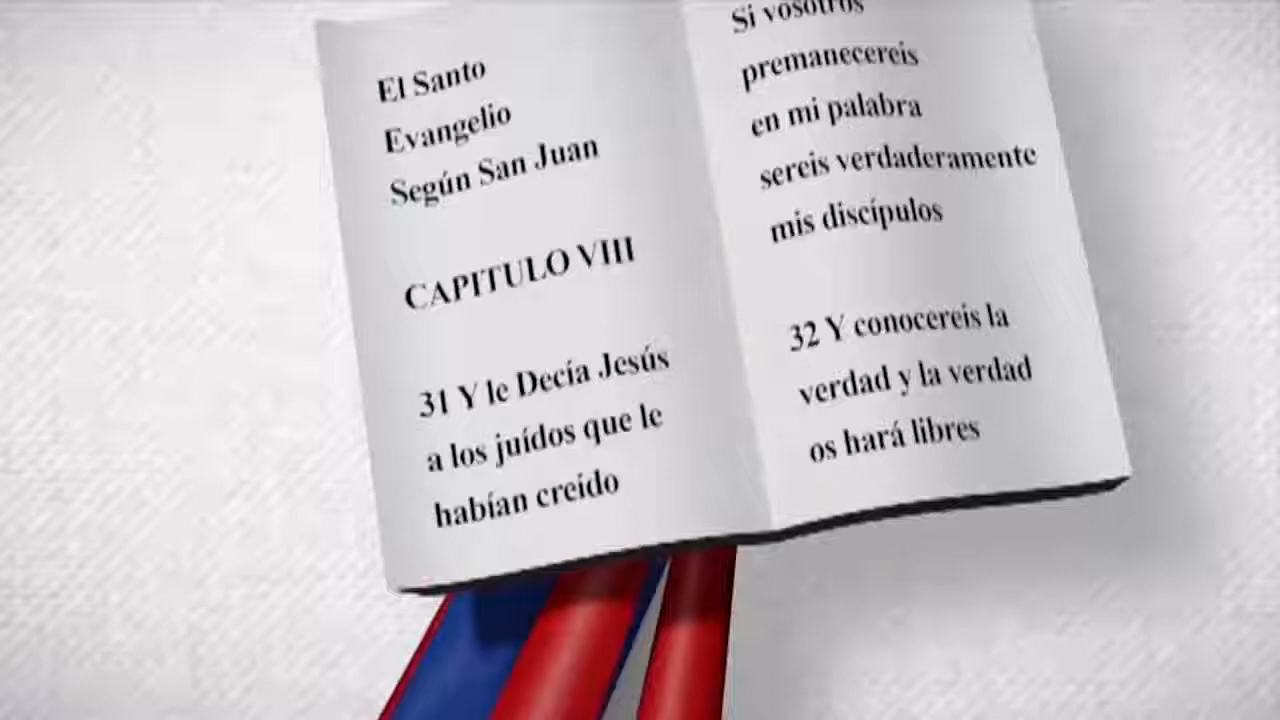 El Santo
Evangelio
Según San Juan
CAPITULO VIII
31 Y le Decía Jesús
a los juídos que le
habían creído
Si vosotros
premanecereis
en mi palabra
sereis verdaderamente
mis discípulos
32 Y conocereis la
verdad y la verdad
os hará libres